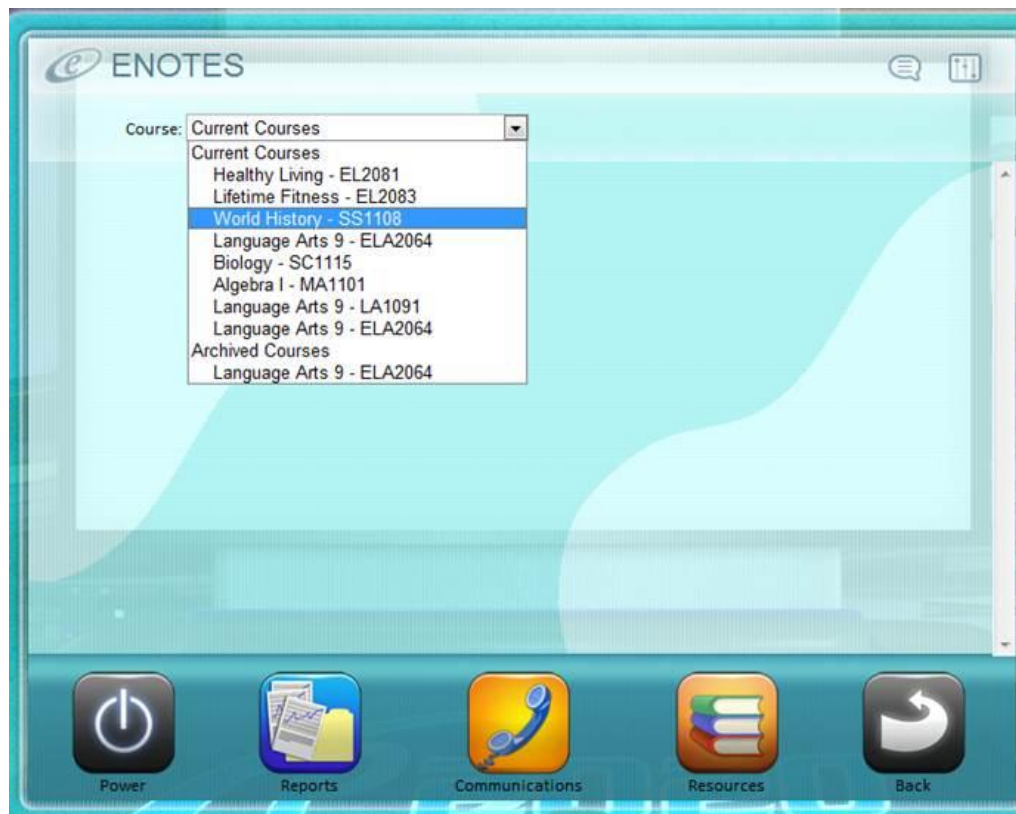 e ENOTES
Course: Current Courses
Current Courses
Healthy Living - EL2081
Lifetime Fitness - EL2083
World History - SS1108
Language Arts 9 - ELA2064
Biology - SC1115
Algebra I - MA1101
Language Arts 9 - LA1091
Language Arts 9 - ELA2064
Archived Courses
Language Arts 9 - ELA2064
Power Reports Communications Resources Back